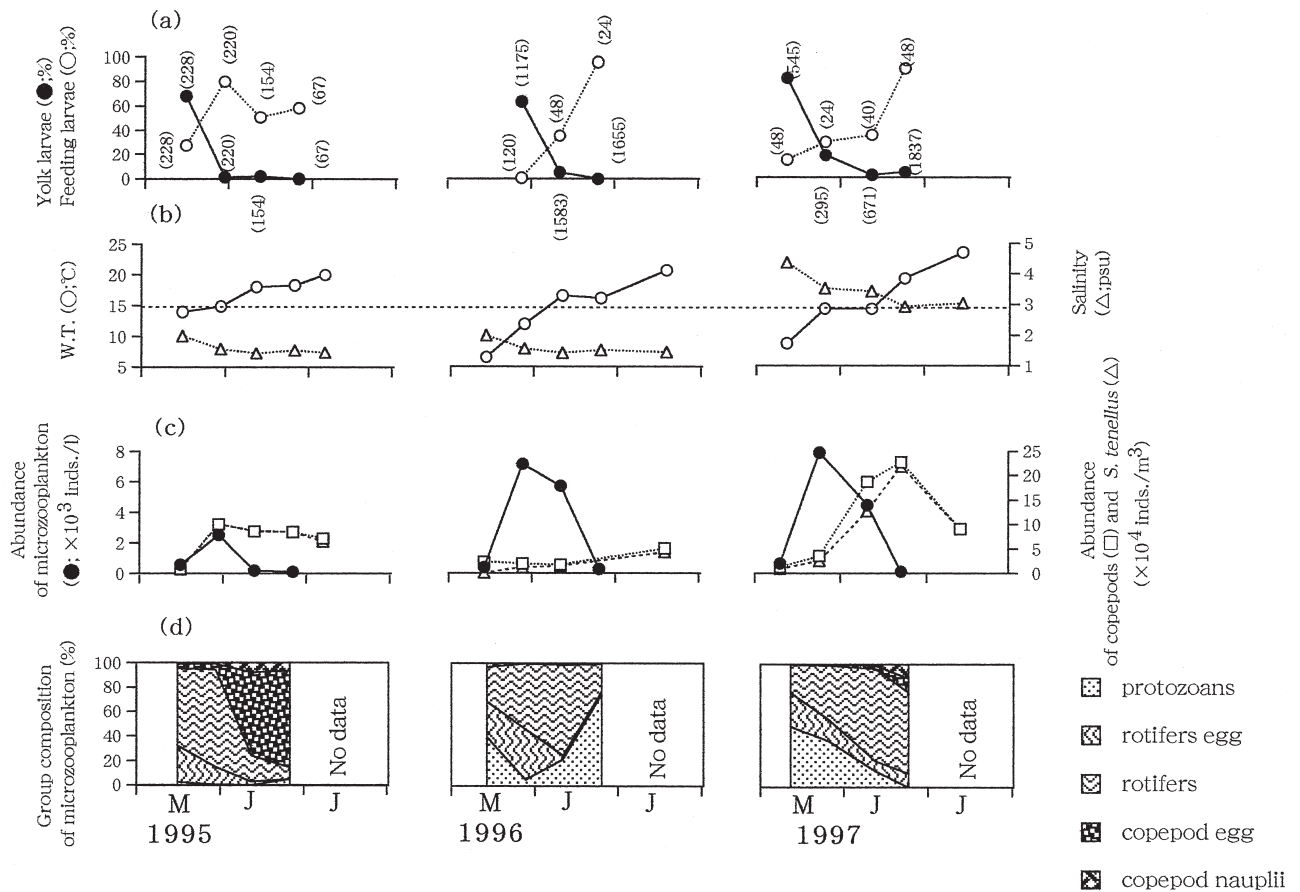 (a)
Yolk larvae (●;%)
Feeding larvae (○;%)
100
80
60
40
20
0
(228)
(228)
(220)
(220)
(154)
(154)
(67)
(67)
(1175)
(120)
(48)
(1583)
(24)
(1655)
(545)
(48)
(24)
(295)
(40)
(671)
(48)
(1837)
(b)
W.T. (○;℃)
25
20
15
10
5
5
4
3
2
1
Salinity
(△;psu)
(c)
Abundance
of microzooplankton
(●; ×10³ inds./l)
8
6
4
2
0
25
20
15
10
5
0
Abundance
of copepods (□) and S. tenellus (△)
(×10⁴ inds./m³)
(d)
Group composition
of microzooplankton (%)
100
80
60
40
20
0
No data
No data
No data
M J J
M J J
M J J
1995
1996
1997
protozoans
rotifers egg
rotifers
copepod egg
copepod nauplii